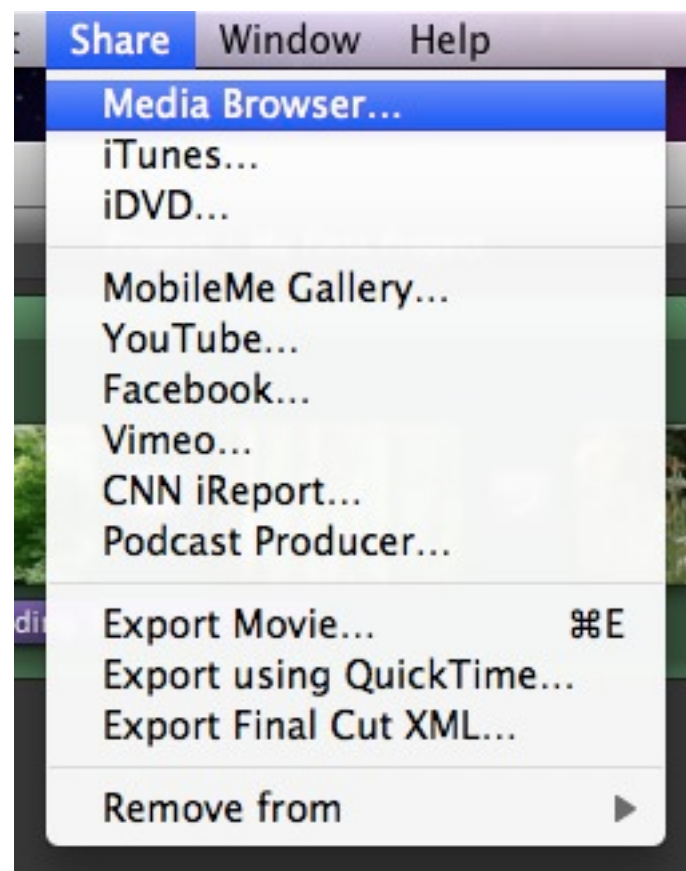 Share Window Help
Media Browser...
iTunes...
iDVD...
MobileMe Gallery...
YouTube...
Facebook...
Vimeo...
CNN iReport...
Podcast Producer...
Export Movie... ⌘E
Export using QuickTime...
Export Final Cut XML...
Remove from